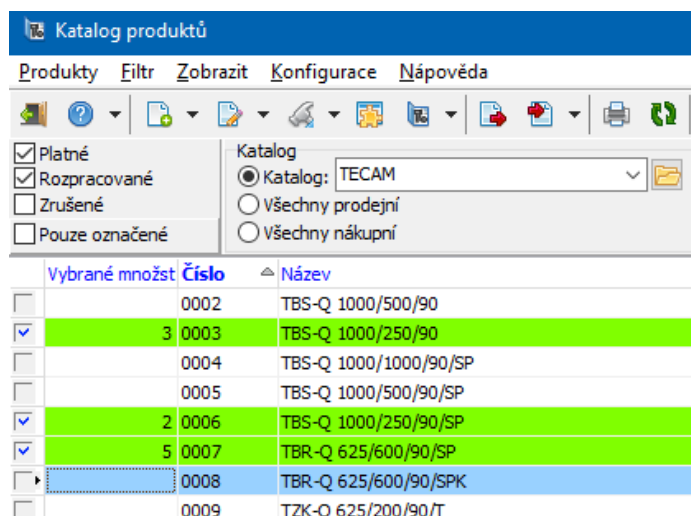 Katalog produktů
Produkty Filtr Zobrazit Konfigurace Nápověda
Platné
Rozpracované
Zrušené
Pouze označené
Katalog
Katalog: TECAM
Všechny prodejní
Všechny nákupní
Vybrané množst Číslo Název
0002 TBS-Q 1000/500/90
3 0003 TBS-Q 1000/250/90
0004 TBS-Q 1000/1000/90/SP
0005 TBS-Q 1000/500/90/SP
2 0006 TBS-Q 1000/250/90/SP
5 0007 TBR-Q 625/600/90/SP
0008 TBR-Q 625/600/90/SPK
0009 TZK-Q 625/200/90/T